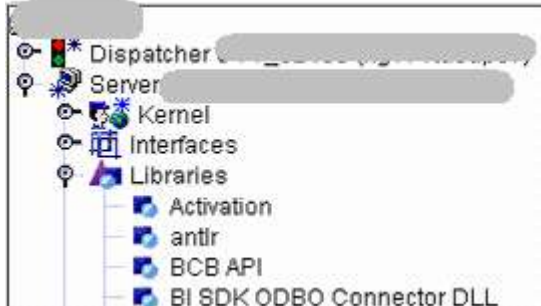 Dispatcher
Server
Kernel
Interfaces
Libraries
Activation
antlr
BCB API
BI SDK ODBO Connector DLL